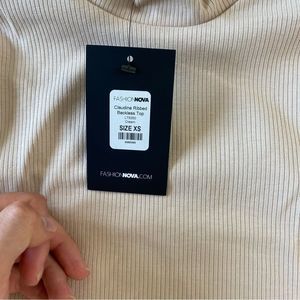 FASHIONNOVA
Claudine Ribbed
Backless Top
Cream
SIZE XS
FASHIONNOVA.COM